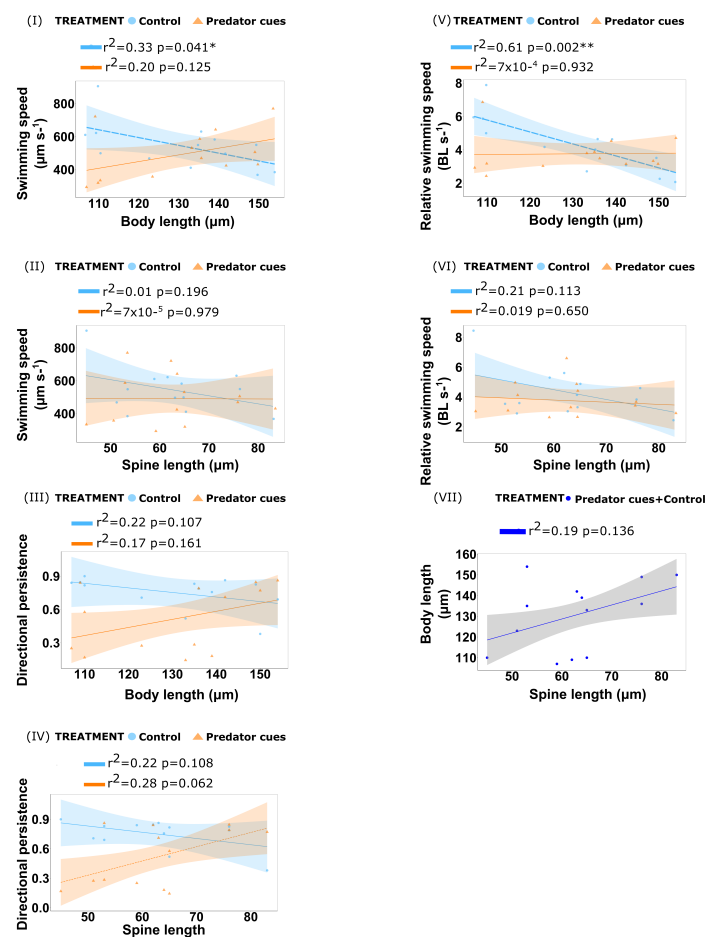 (I) TREATMENT Control Predator cues
r2=0.33 p=0.041*
r2=0.20 p=0.125
Swimming speed
(µm s-1)
800
600
400
110 120 130 140 150
Body length (µm)
(V) TREATMENT Control Predator cues
r2=0.61 p=0.002**
r2=7x10-4 p=0.932
Relative swimming speed
(BL s-1)
8
6
4
2
110 120 130 140 150
Body length (µm)
(II) TREATMENT Control Predator cues
r2=0.01 p=0.196
r2=7x10-5 p=0.979
Swimming speed
(µm s-1)
800
600
400
50 60 70 80
Spine length (µm)
(VI) TREATMENT Control Predator cues
r2=0.21 p=0.113
r2=0.019 p=0.650
Relative swimming speed
(BL s-1)
8
6
4
2
50 60 70 80
Spine length (µm)
(III) TREATMENT Control Predator cues
r2=0.22 p=0.107
r2=0.17 p=0.161
Directional persistence
0.9
0.6
0.3
110 120 130 140 150
Body length (µm)
(VII) TREATMENT Predator cues+Control
r2=0.19 p=0.136
Body length
(µm)
160
150
140
130
120
110
50 60 70 80
Spine length (µm)
(IV) TREATMENT Control Predator cues
r2=0.22 p=0.108
r2=0.28 p=0.062
Directional persistence
0.9
0.6
0.3
0.0
50 60 70 80
Spine length